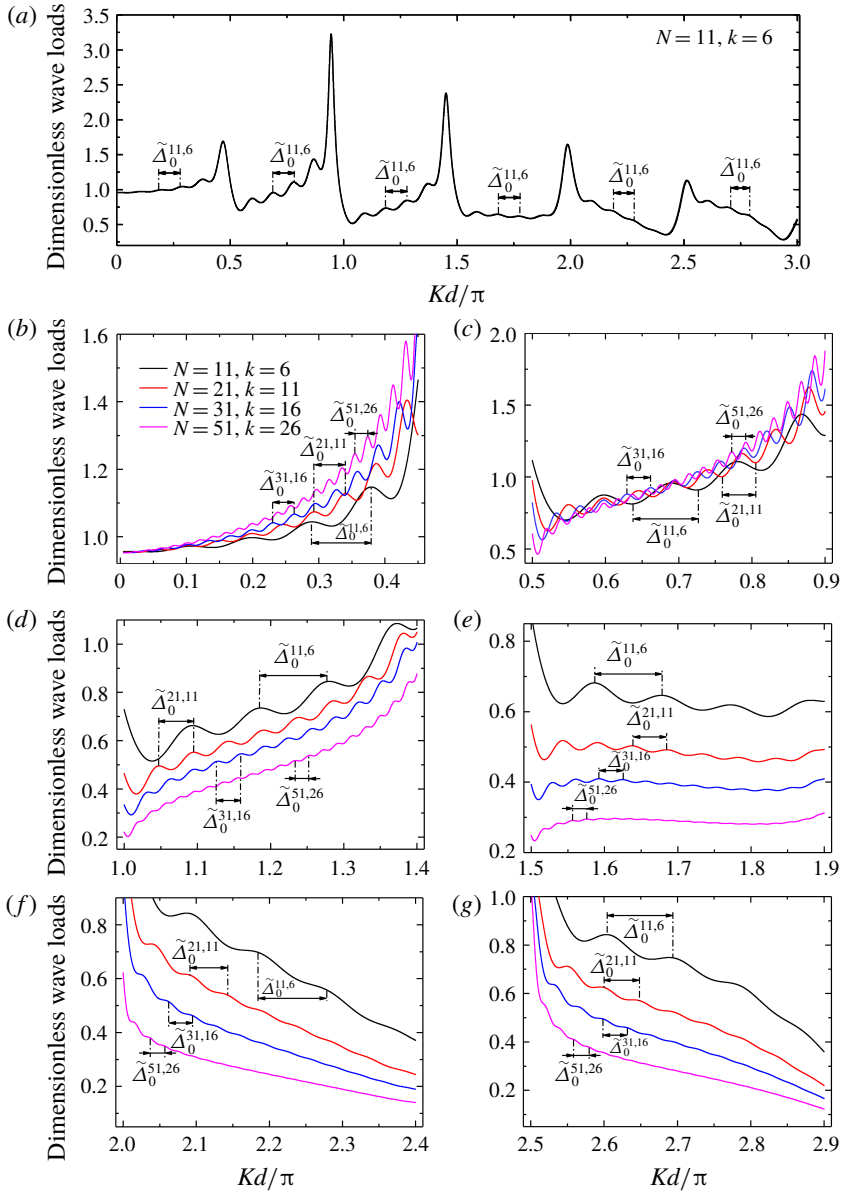 (a)
3.5
3.0
2.5
2.0
1.5
1.0
0.5
Dimensionless wave loads
N = 11, k = 6
Δ̃₀^11,6 Δ̃₀^11,6 Δ̃₀^11,6 Δ̃₀^11,6 Δ̃₀^11,6 Δ̃₀^11,6
0 0.5 1.0 1.5 2.0 2.5 3.0
Kd/π
(b)
1.6
1.4
1.2
1.0
Dimensionless wave loads
N = 11, k = 6
N = 21, k = 11
N = 31, k = 16
N = 51, k = 26
Δ̃₀^51,26
Δ̃₀^21,11
Δ̃₀^31,16
Δ̃₀^11,6
0 0.1 0.2 0.3 0.4
(c)
2.0
1.5
1.0
0.5
Δ̃₀^51,26
Δ̃₀^31,16
Δ̃₀^21,11
Δ̃₀^11,6
0.5 0.6 0.7 0.8 0.9
(d)
1.0
0.8
0.6
0.4
0.2
Dimensionless wave loads
Δ̃₀^11,6
Δ̃₀^21,11
Δ̃₀^51,26
Δ̃₀^31,16
1.0 1.1 1.2 1.3 1.4
(e)
0.8
0.6
0.4
0.2
Δ̃₀^11,6
Δ̃₀^21,11
Δ̃₀^31,16
Δ̃₀^51,26
1.5 1.6 1.7 1.8 1.9
(f)
0.8
0.6
0.4
0.2
Dimensionless wave loads
Δ̃₀^21,11
Δ̃₀^11,6
Δ̃₀^31,16
Δ̃₀^51,26
2.0 2.1 2.2 2.3 2.4
Kd/π
(g)
1.0
0.8
0.6
0.4
0.2
Δ̃₀^11,6
Δ̃₀^21,11
Δ̃₀^31,16
Δ̃₀^51,26
2.5 2.6 2.7 2.8 2.9
Kd/π